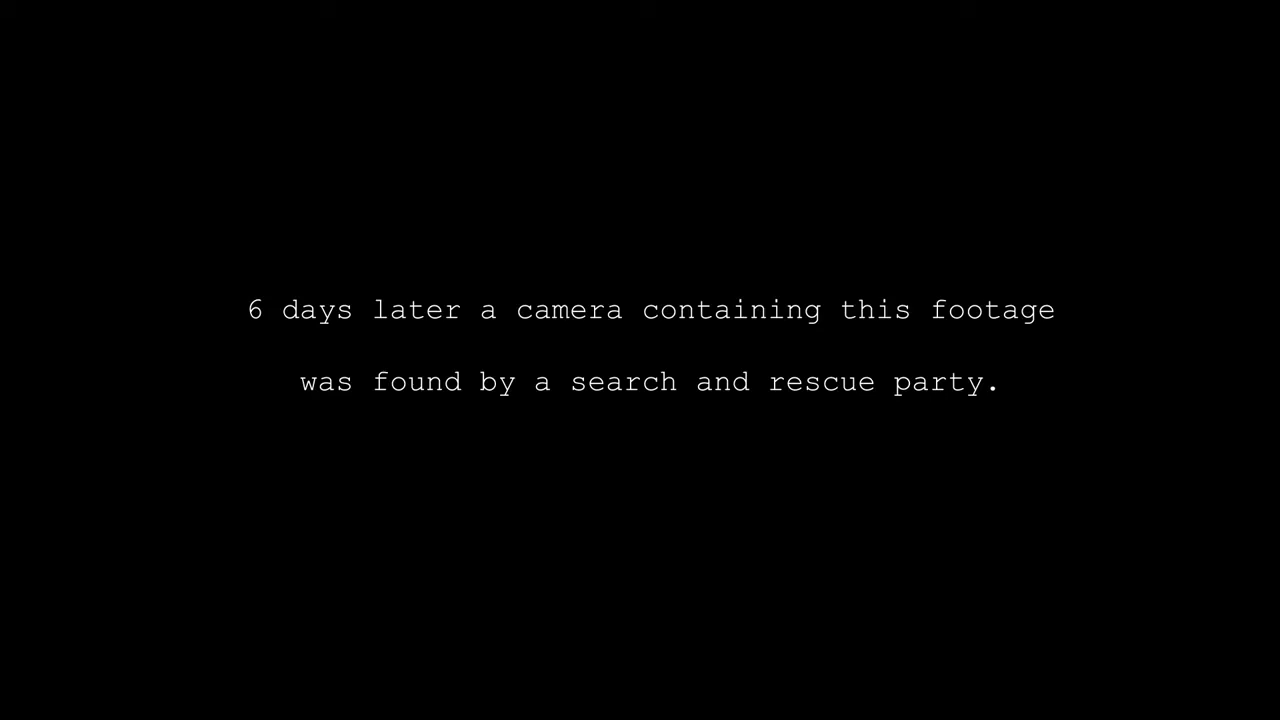 6 days later a camera containing this footage
was found by a search and rescue party.